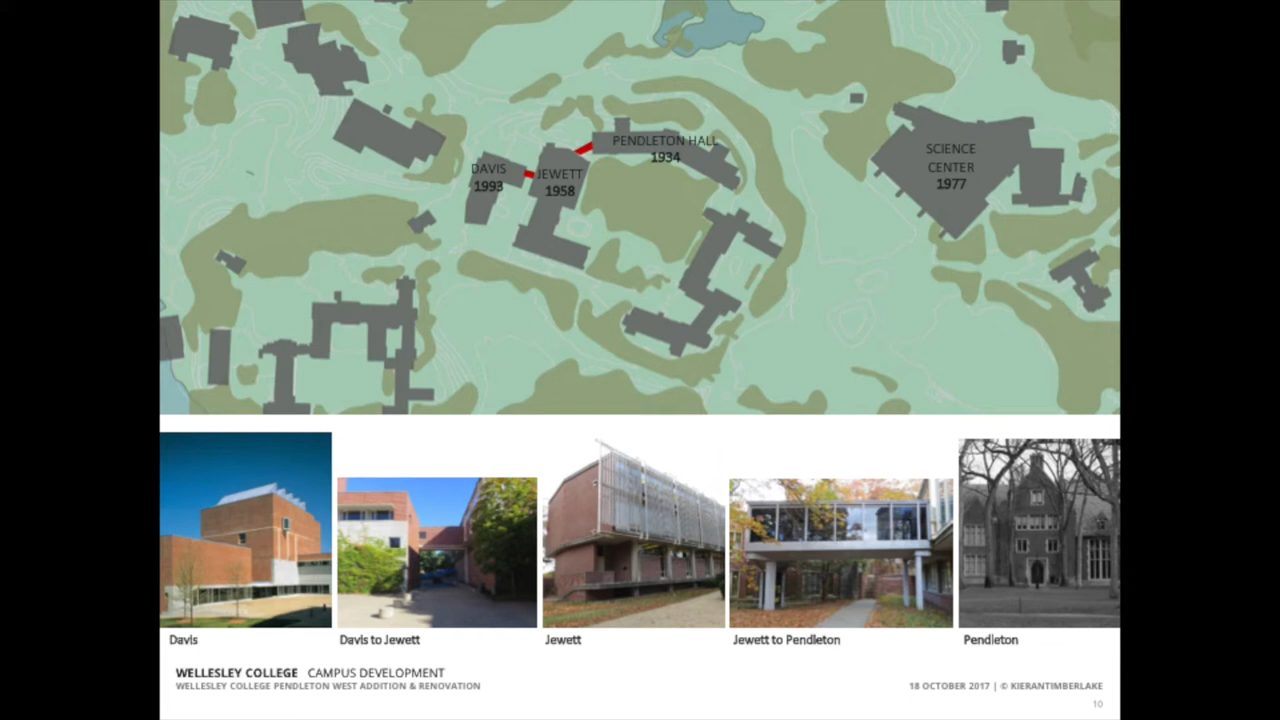 PENDLETON HALL
1934
DAVIS
1993
JEWETT
1958
SCIENCE
CENTER
1977
Davis
Davis to Jewett
Jewett
Jewett to Pendleton
Pendleton
WELLESLEY COLLEGE CAMPUS DEVELOPMENT
WELLESLEY COLLEGE PENDLETON WEST ADDITION & RENOVATION
18 OCTOBER 2017 | © KIERANTIMBERLAKE
10